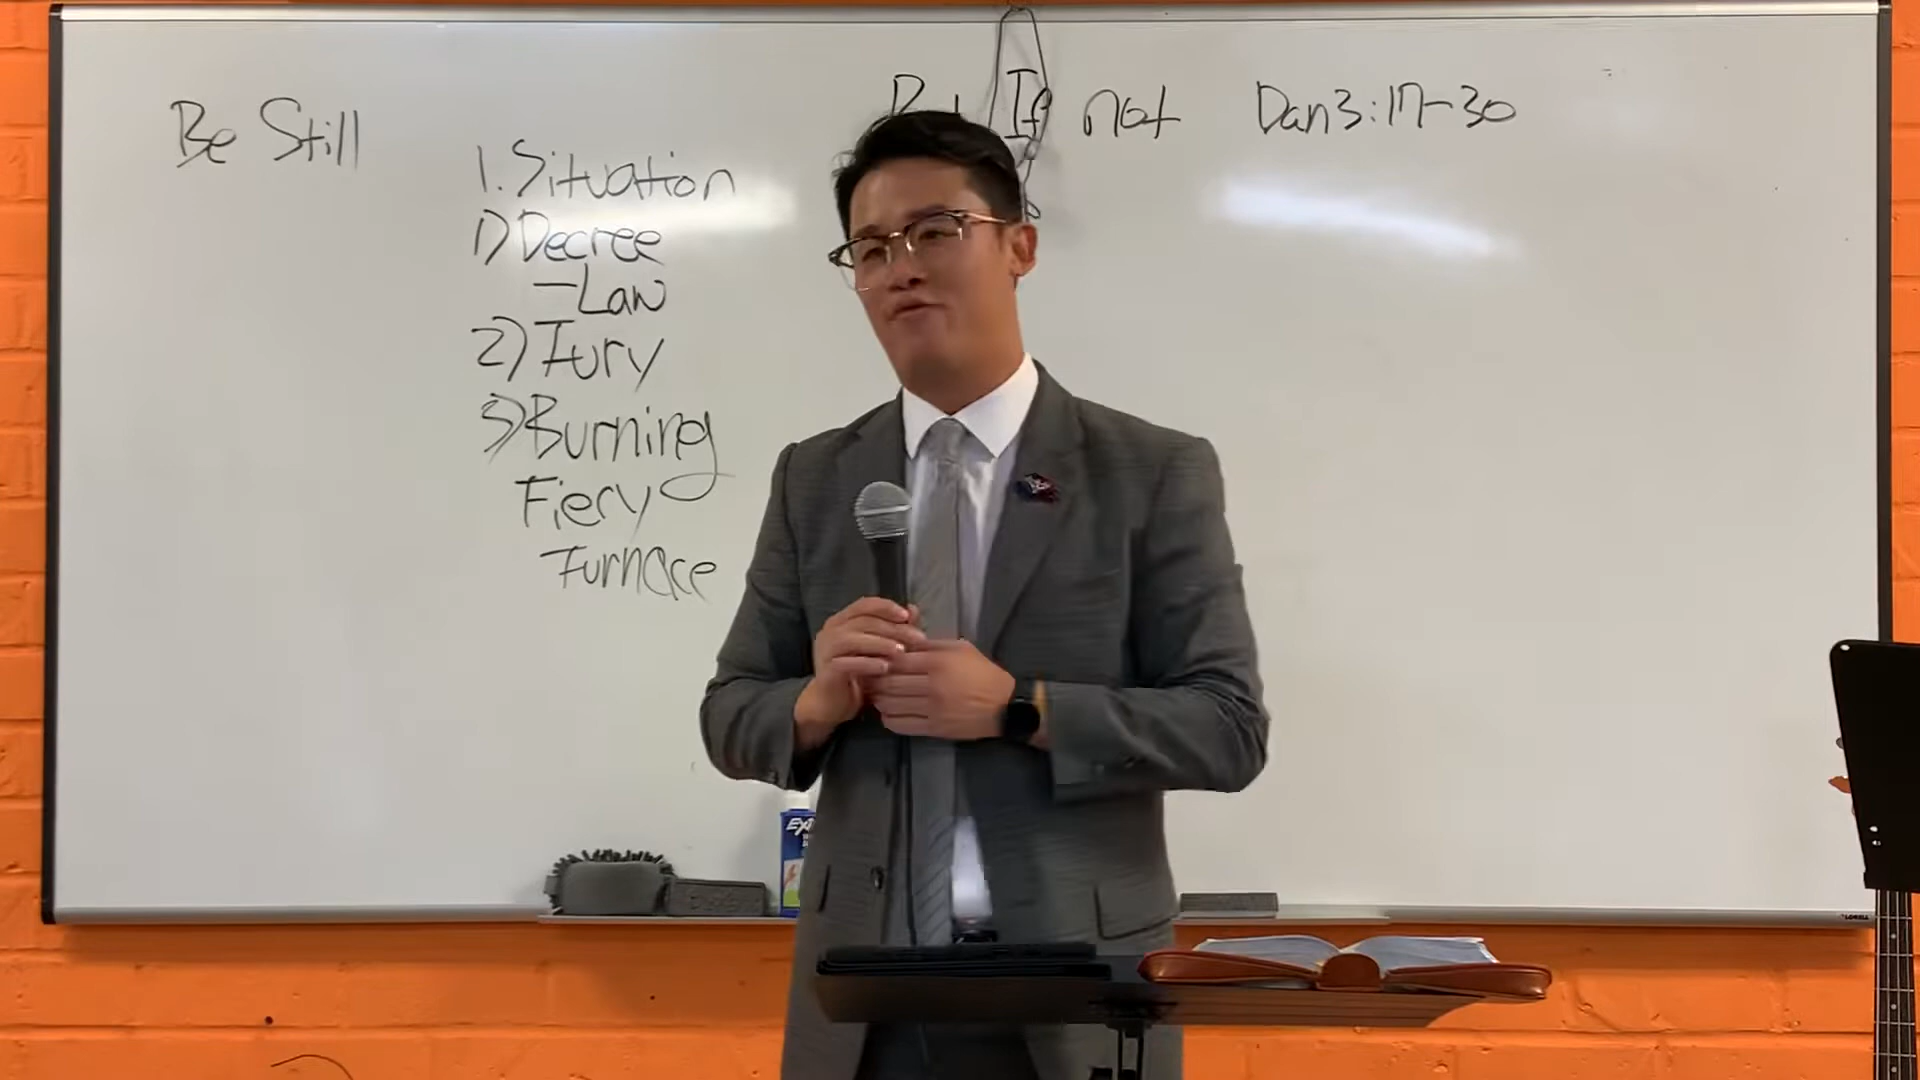 Be Still
If not Dan3:17-30
1. Situation
1) Decree
- Law
2) Fury
3) Burning
Fiery
Furnace